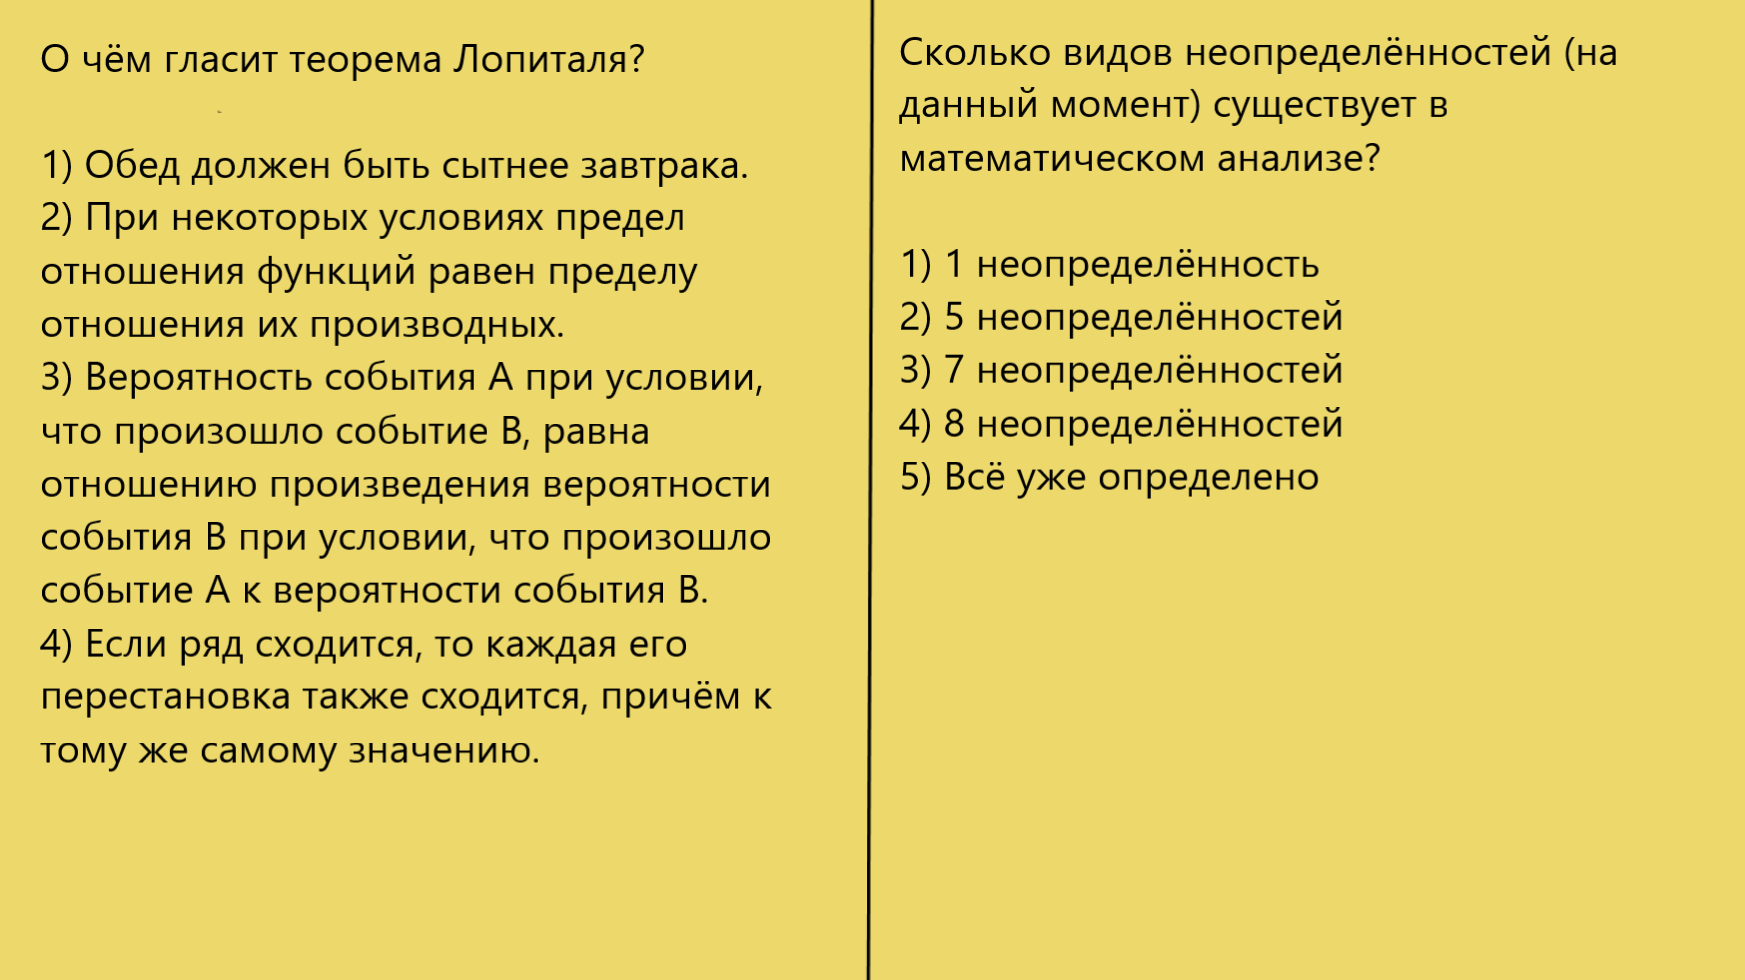 О чём гласит теорема Лопиталя?
1) Обед должен быть сытнее завтрака.
2) При некоторых условиях предел
отношения функций равен пределу
отношения их производных.
3) Вероятность события А при условии,
что произошло событие В, равна
отношению произведения вероятности
события В при условии, что произошло
событие А к вероятности события В.
4) Если ряд сходится, то каждая его
перестановка также сходится, причём к
тому же самому значению.
Сколько видов неопределённостей (на
данный момент) существует в
математическом анализе?
1) 1 неопределённость
2) 5 неопределённостей
3) 7 неопределённостей
4) 8 неопределённостей
5) Всё уже определено